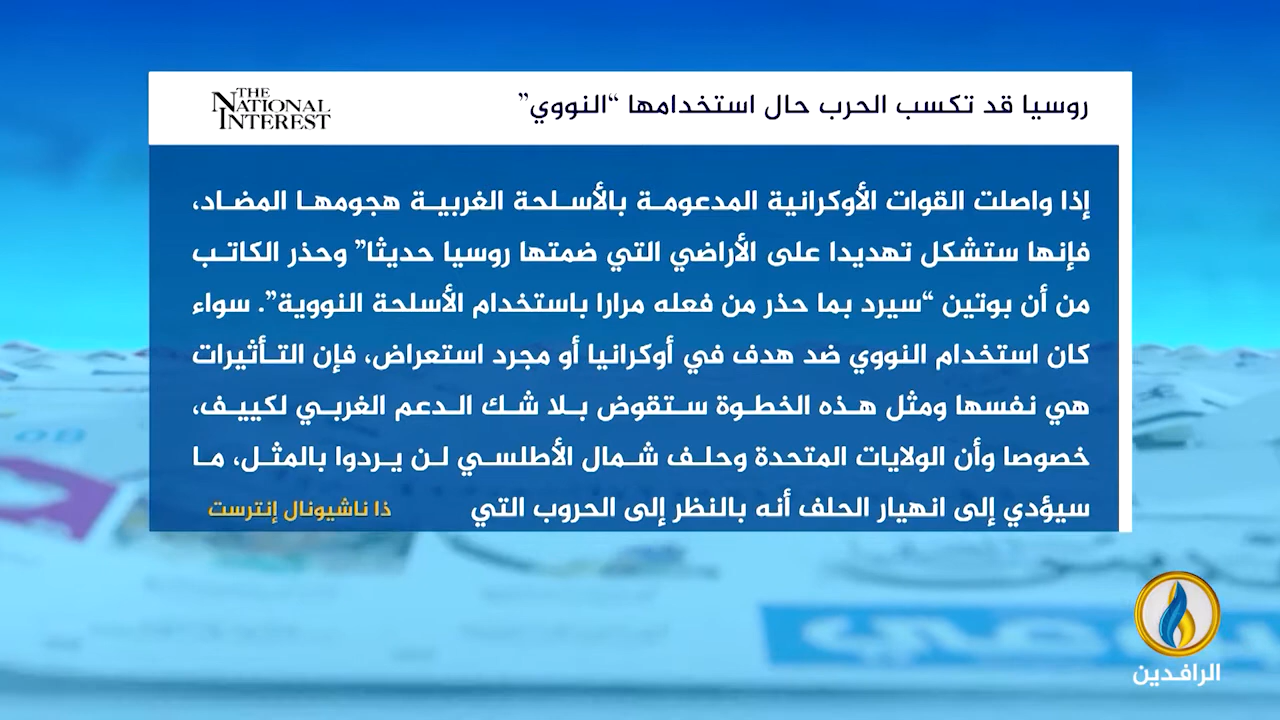 THE
NATIONAL
INTEREST
روسيا قد تكسب الحرب حال استخدامها “النووي”
إذا واصلت القوات الأوكرانية المدعومة بالأسلحة الغربية هجومها المضاد،
فإنها ستشكل تهديدا على الأراضي التي ضمتها روسيا حديثا” وحذر الكاتب
من أن بوتين “سيرد بما حذر من فعله مرارا باستخدام الأسلحة النووية”. سواء
كان استخدام النووي ضد هدف في أوكرانيا أو مجرد استعراض، فإن التأثيرات
هي نفسها ومثل هذه الخطوة ستقوض بلا شك الدعم الغربي لكييف،
خصوصا وأن الولايات المتحدة وحلف شمال الأطلسي لن يردوا بالمثل، ما
سيؤدي إلى انهيار الحلف أنه بالنظر إلى الحروب التي
ذا ناشيونال إنترست
الرافدين